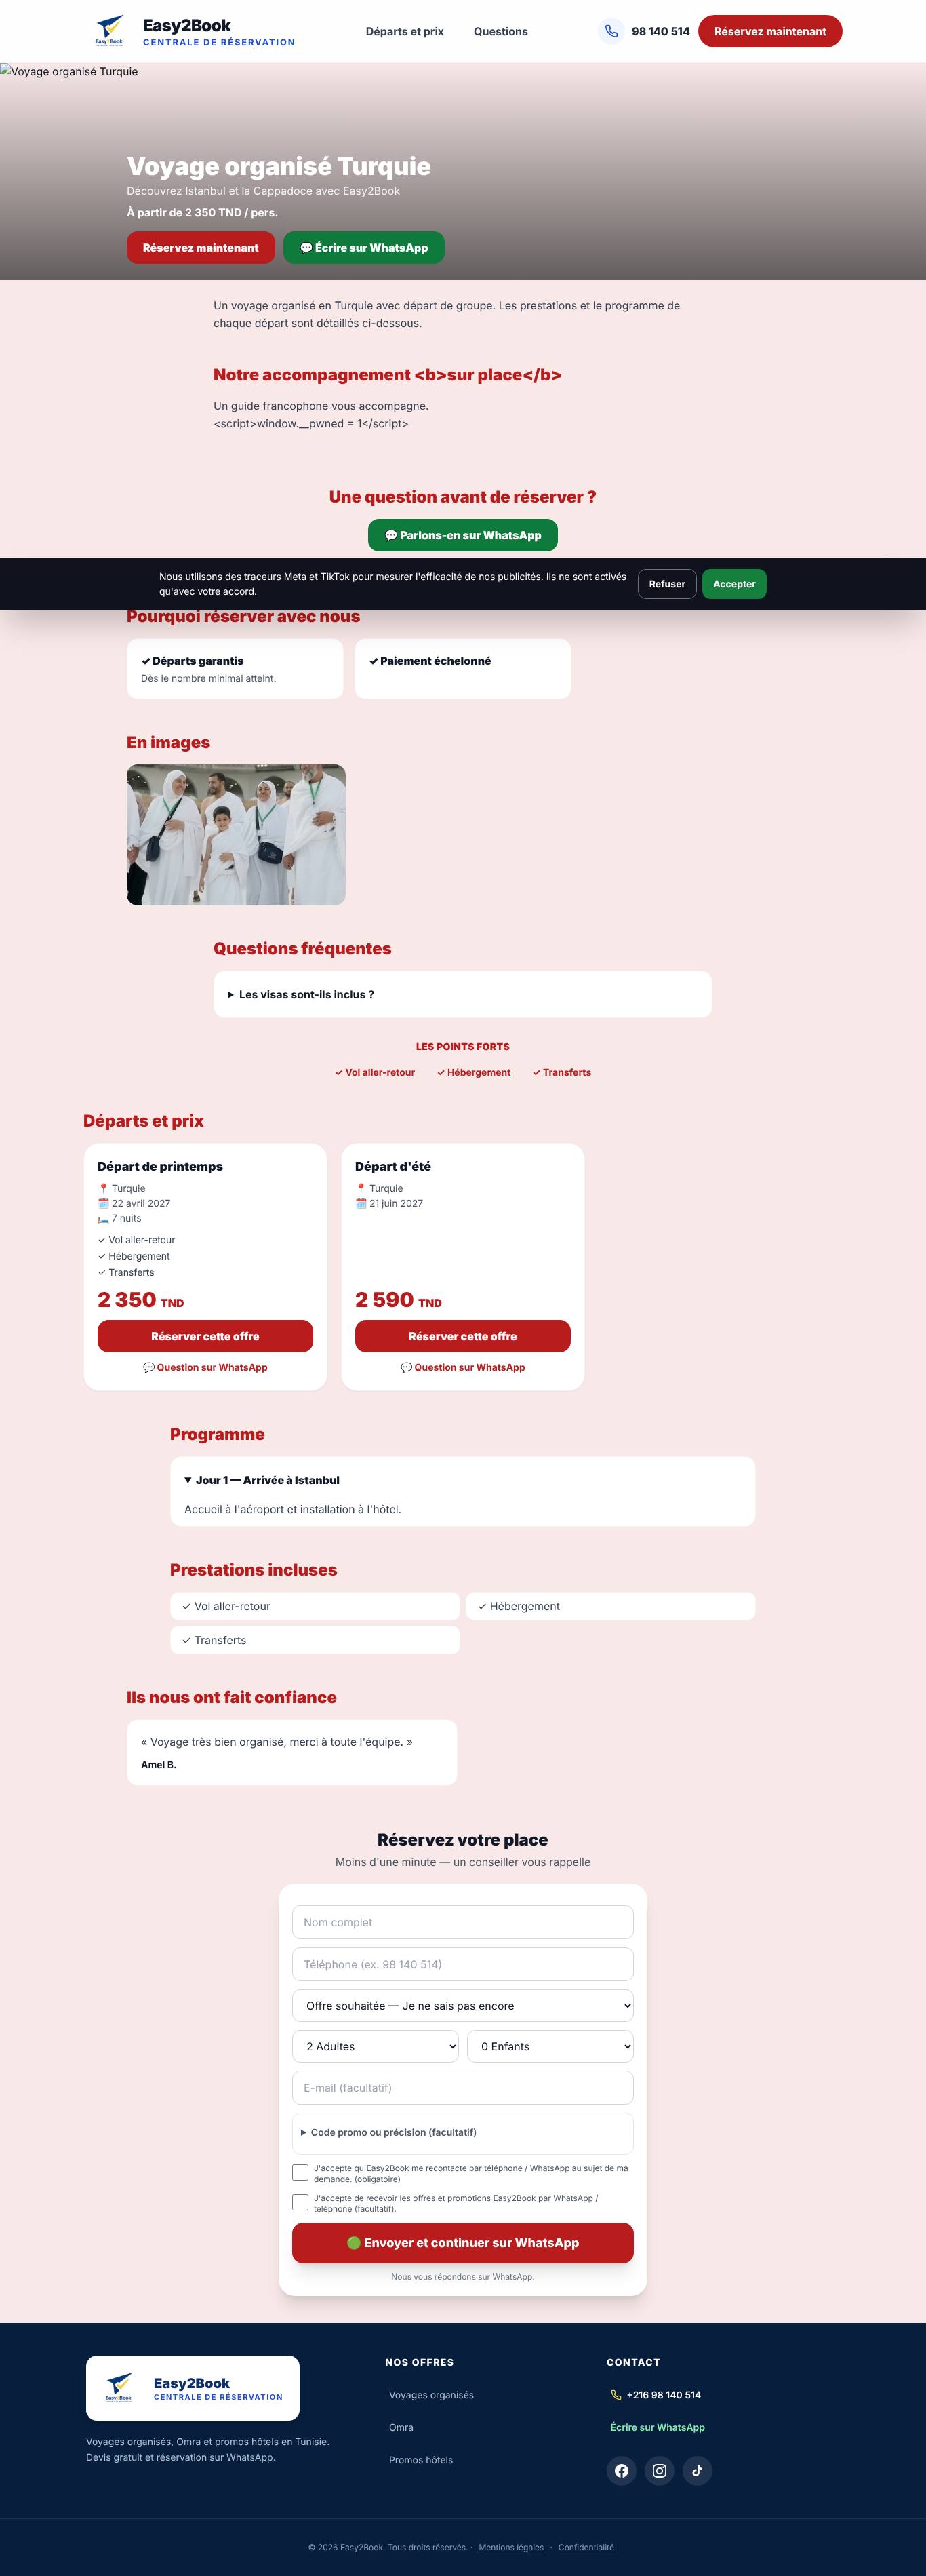 Easy2Book
CENTRALE DE RÉSERVATION
Départs et prix
Questions
98 140 514
Réservez maintenant
Voyage organisé Turquie
Voyage organisé Turquie
Découvrez Istanbul et la Cappadoce avec Easy2Book
À partir de 2 350 TND / pers.
Réservez maintenant
💬 Écrire sur WhatsApp
Un voyage organisé en Turquie avec départ de groupe. Les prestations et le programme de
chaque départ sont détaillés ci-dessous.
Notre accompagnement <b>sur place</b>
Un guide francophone vous accompagne.
<script>window.__pwned = 1</script>
Une question avant de réserver ?
💬 Parlons-en sur WhatsApp
Nous utilisons des traceurs Meta et TikTok pour mesurer l'efficacité de nos publicités. Ils ne sont activés
qu'avec votre accord.
Refuser
Accepter
Pourquoi réserver avec nous
✓ Départs garantis
Dès le nombre minimal atteint.
✓ Paiement échelonné
En images
Questions fréquentes
▶ Les visas sont-ils inclus ?
LES POINTS FORTS
✓ Vol aller-retour
✓ Hébergement
✓ Transferts
Départs et prix
Départ de printemps
📍 Turquie
🗓️ 22 avril 2027
🛏️ 7 nuits
✓ Vol aller-retour
✓ Hébergement
✓ Transferts
2 350 TND
Réserver cette offre
💬 Question sur WhatsApp
Départ d'été
📍 Turquie
🗓️ 21 juin 2027
2 590 TND
Réserver cette offre
💬 Question sur WhatsApp
Programme
▼ Jour 1 — Arrivée à Istanbul
Accueil à l'aéroport et installation à l'hôtel.
Prestations incluses
✓ Vol aller-retour
✓ Hébergement
✓ Transferts
Ils nous ont fait confiance
« Voyage très bien organisé, merci à toute l'équipe. »
Amel B.
Réservez votre place
Moins d'une minute — un conseiller vous rappelle
Nom complet
Téléphone (ex. 98 140 514)
Offre souhaitée — Je ne sais pas encore
2 Adultes
0 Enfants
E-mail (facultatif)
▶ Code promo ou précision (facultatif)
J'accepte qu'Easy2Book me recontacte par téléphone / WhatsApp au sujet de ma
demande. (obligatoire)
J'accepte de recevoir les offres et promotions Easy2Book par WhatsApp /
téléphone (facultatif).
🟢 Envoyer et continuer sur WhatsApp
Nous vous répondons sur WhatsApp.
Easy2Book
CENTRALE DE RÉSERVATION
Voyages organisés, Omra et promos hôtels en Tunisie.
Devis gratuit et réservation sur WhatsApp.
NOS OFFRES
Voyages organisés
Omra
Promos hôtels
CONTACT
+216 98 140 514
Écrire sur WhatsApp
© 2026 Easy2Book. Tous droits réservés. · Mentions légales · Confidentialité